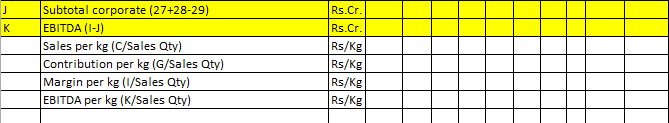 J Subtotal corporate (27+28-29) Rs.Cr.
K EBITDA (I-J) Rs.Cr.
Sales per kg (C/Sales Qty) Rs/Kg
Contribution per kg (G/Sales Qty) Rs/Kg
Margin per kg (I/Sales Qty) Rs/Kg
EBITDA per kg (K/Sales Qty) Rs/Kg